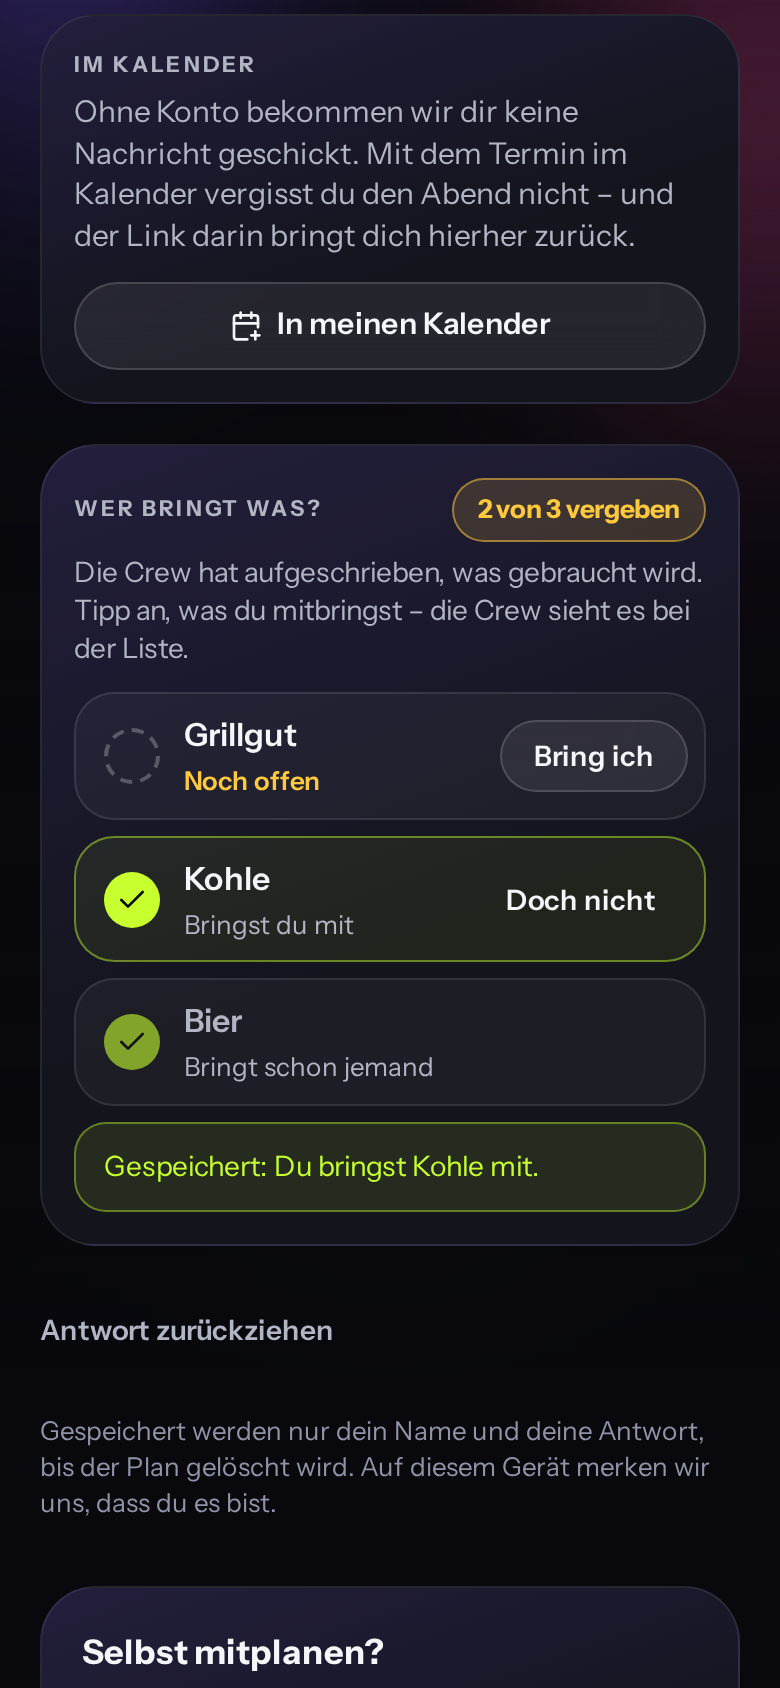 IM KALENDER
Ohne Konto bekommen wir dir keine
Nachricht geschickt. Mit dem Termin im
Kalender vergisst du den Abend nicht – und
der Link darin bringt dich hierher zurück.
In meinen Kalender
WER BRINGT WAS?
2 von 3 vergeben
Die Crew hat aufgeschrieben, was gebraucht wird.
Tipp an, was du mitbringst – die Crew sieht es bei
der Liste.
Grillgut
Noch offen
Bring ich
Kohle
Bringst du mit
Doch nicht
Bier
Bringt schon jemand
Gespeichert: Du bringst Kohle mit.
Antwort zurückziehen
Gespeichert werden nur dein Name und deine Antwort,
bis der Plan gelöscht wird. Auf diesem Gerät merken wir
uns, dass du es bist.
Selbst mitplanen?